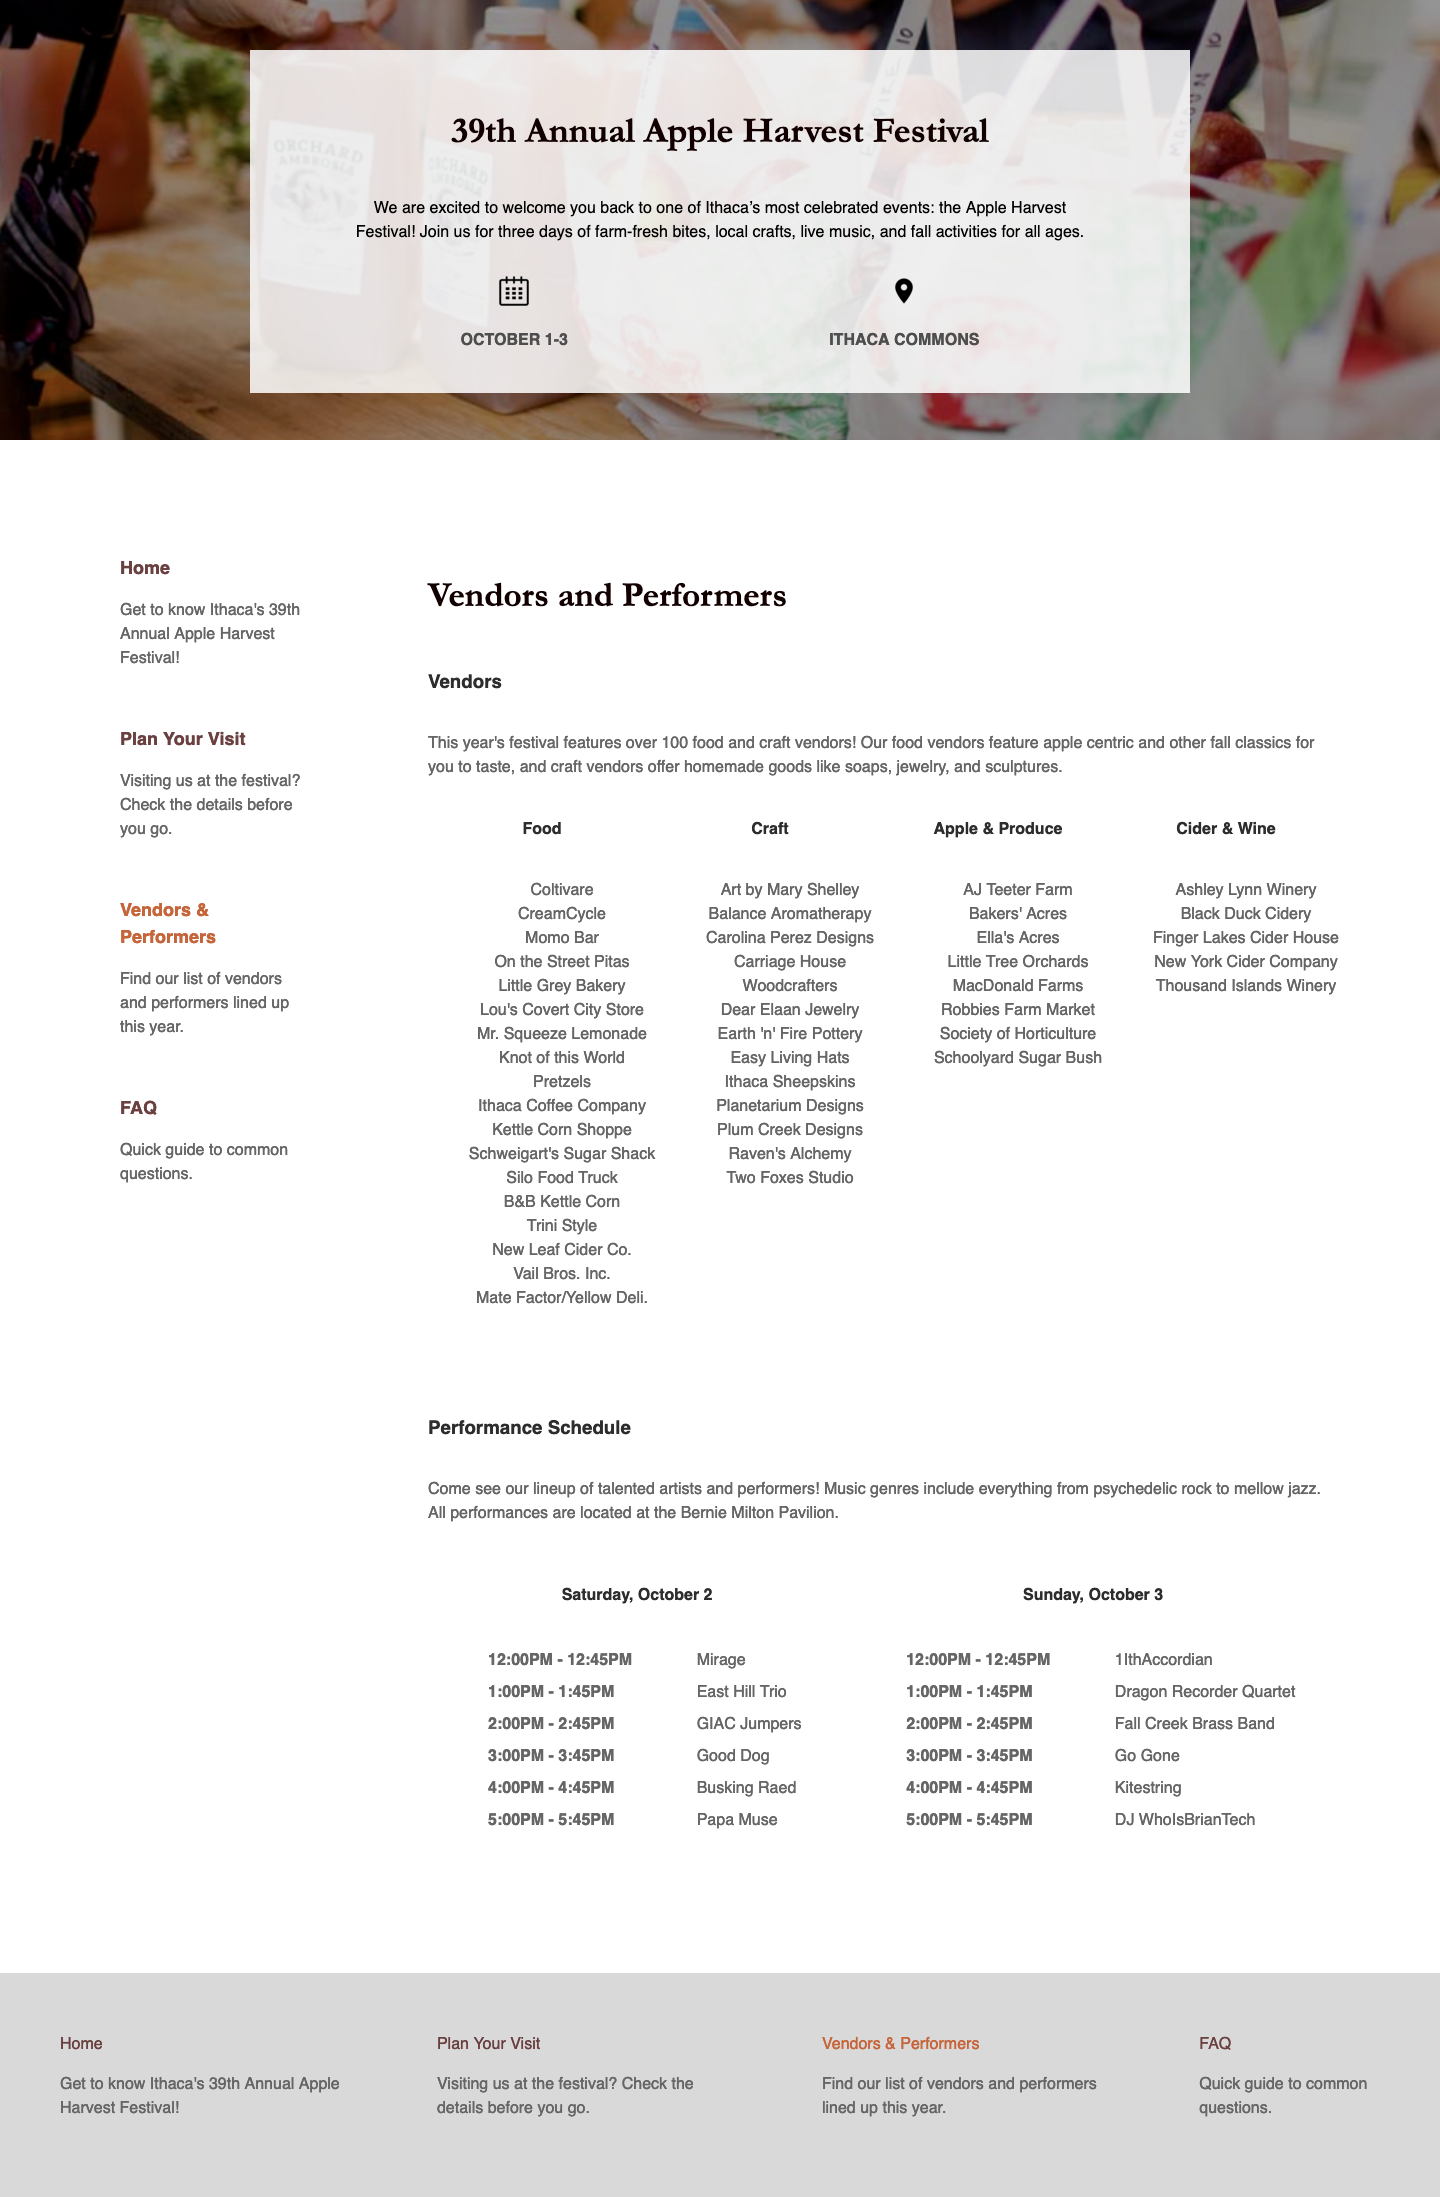 ORCHARD
AMBROSIA
EMPIRE 10
MACOUN 10
39th Annual Apple Harvest Festival
We are excited to welcome you back to one of Ithaca’s most celebrated events: the Apple Harvest
Festival! Join us for three days of farm-fresh bites, local crafts, live music, and fall activities for all ages.
OCTOBER 1-3
ITHACA COMMONS
Home
Get to know Ithaca's 39th
Annual Apple Harvest
Festival!
Plan Your Visit
Visiting us at the festival?
Check the details before
you go.
Vendors &
Performers
Find our list of vendors
and performers lined up
this year.
FAQ
Quick guide to common
questions.
Vendors and Performers
Vendors
This year's festival features over 100 food and craft vendors! Our food vendors feature apple centric and other fall classics for
you to taste, and craft vendors offer homemade goods like soaps, jewelry, and sculptures.
Food
Coltivare
CreamCycle
Momo Bar
On the Street Pitas
Little Grey Bakery
Lou's Covert City Store
Mr. Squeeze Lemonade
Knot of this World
Pretzels
Ithaca Coffee Company
Kettle Corn Shoppe
Schweigart's Sugar Shack
Silo Food Truck
B&B Kettle Corn
Trini Style
New Leaf Cider Co.
Vail Bros. Inc.
Mate Factor/Yellow Deli.
Craft
Art by Mary Shelley
Balance Aromatherapy
Carolina Perez Designs
Carriage House
Woodcrafters
Dear Elaan Jewelry
Earth 'n' Fire Pottery
Easy Living Hats
Ithaca Sheepskins
Planetarium Designs
Plum Creek Designs
Raven's Alchemy
Two Foxes Studio
Apple & Produce
AJ Teeter Farm
Bakers' Acres
Ella's Acres
Little Tree Orchards
MacDonald Farms
Robbies Farm Market
Society of Horticulture
Schoolyard Sugar Bush
Cider & Wine
Ashley Lynn Winery
Black Duck Cidery
Finger Lakes Cider House
New York Cider Company
Thousand Islands Winery
Performance Schedule
Come see our lineup of talented artists and performers! Music genres include everything from psychedelic rock to mellow jazz.
All performances are located at the Bernie Milton Pavilion.
Saturday, October 2
12:00PM - 12:45PM Mirage
1:00PM - 1:45PM East Hill Trio
2:00PM - 2:45PM GIAC Jumpers
3:00PM - 3:45PM Good Dog
4:00PM - 4:45PM Busking Raed
5:00PM - 5:45PM Papa Muse
Sunday, October 3
12:00PM - 12:45PM 1IthAccordian
1:00PM - 1:45PM Dragon Recorder Quartet
2:00PM - 2:45PM Fall Creek Brass Band
3:00PM - 3:45PM Go Gone
4:00PM - 4:45PM Kitestring
5:00PM - 5:45PM DJ WhoIsBrianTech
Home
Get to know Ithaca's 39th Annual Apple
Harvest Festival!
Plan Your Visit
Visiting us at the festival? Check the
details before you go.
Vendors & Performers
Find our list of vendors and performers
lined up this year.
FAQ
Quick guide to common
questions.